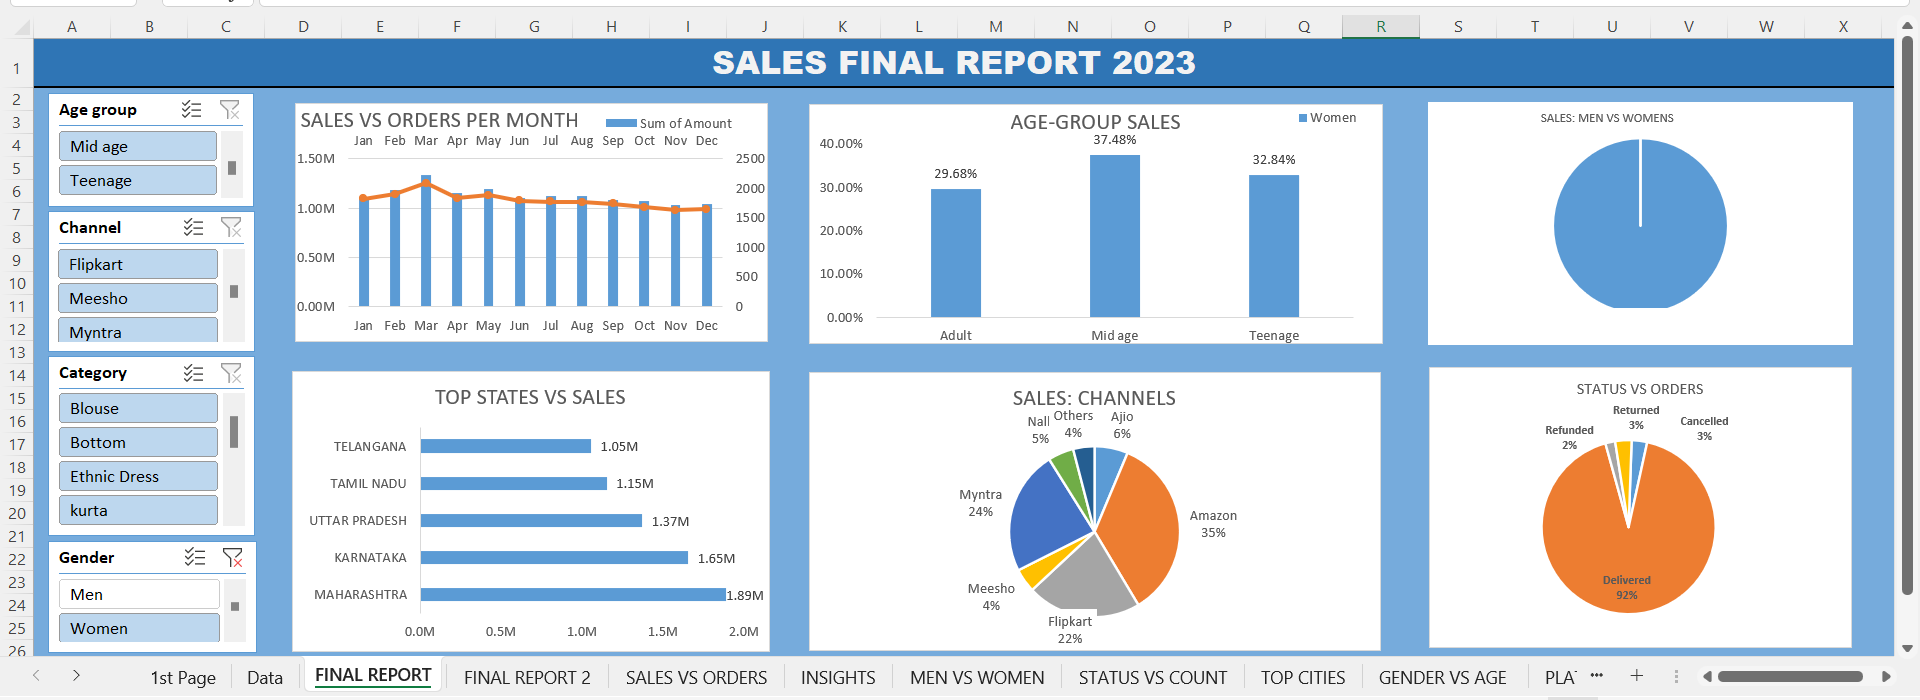 A B C D E F G H I J K L M N O P Q R S T U V W X
1 SALES FINAL REPORT 2023
2
3
4
5
6
7
8
9
10
11
12
13
14
15
16
17
18
19
20
21
22
23
24
25
26
Age group
Mid age
Teenage
Channel
Flipkart
Meesho
Myntra
Category
Blouse
Bottom
Ethnic Dress
kurta
Gender
Men
Women
SALES VS ORDERS PER MONTH
Sum of Amount
Jan Feb Mar Apr May Jun Jul Aug Sep Oct Nov Dec
1.50M 2500
2000
1.00M 1500
1000
0.50M
500
0.00M 0
Jan Feb Mar Apr May Jun Jul Aug Sep Oct Nov Dec
AGE-GROUP SALES
Women
40.00%
30.00%
20.00%
10.00%
0.00%
29.68% 37.48% 32.84%
Adult Mid age Teenage
SALES: MEN VS WOMENS
TOP STATES VS SALES
TELANGANA 1.05M
TAMIL NADU 1.15M
UTTAR PRADESH 1.37M
KARNATAKA 1.65M
MAHARASHTRA 1.89M
0.0M 0.5M 1.0M 1.5M 2.0M
SALES: CHANNELS
Nall
5%
Others
4%
Ajio
6%
Myntra
24%
Amazon
35%
Meesho
4%
Flipkart
22%
STATUS VS ORDERS
Refunded
2%
Returned
3%
Cancelled
3%
Delivered
92%
1st Page Data FINAL REPORT FINAL REPORT 2 SALES VS ORDERS INSIGHTS MEN VS WOMEN STATUS VS COUNT TOP CITIES GENDER VS AGE PLA